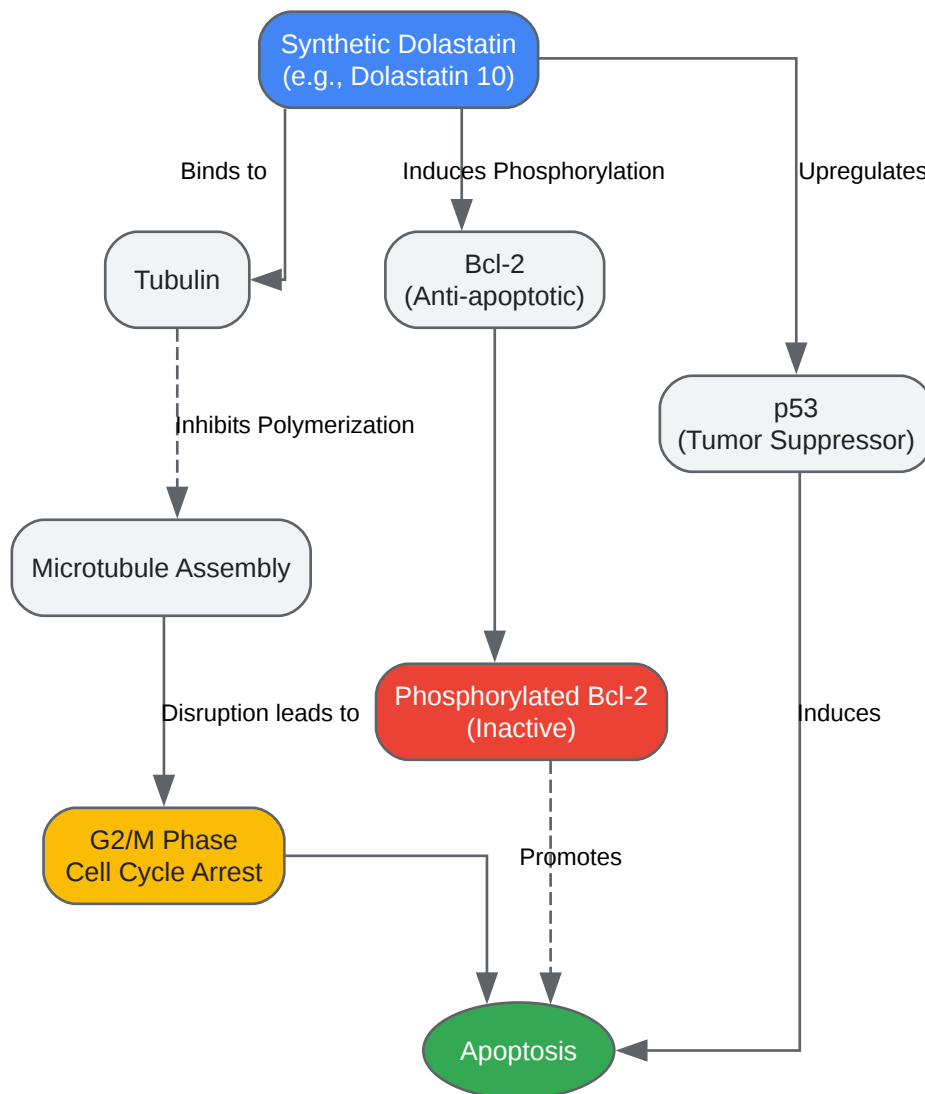 Synthetic Dolastatin
(e.g., Dolastatin 10)
Binds to
Induces Phosphorylation
Upregulates
Tubulin
Bcl-2
(Anti-apoptotic)
p53
(Tumor Suppressor)
Inhibits Polymerization
Microtubule Assembly
Phosphorylated Bcl-2
(Inactive)
Disruption leads to
Induces
G2/M Phase
Cell Cycle Arrest
Promotes
Apoptosis